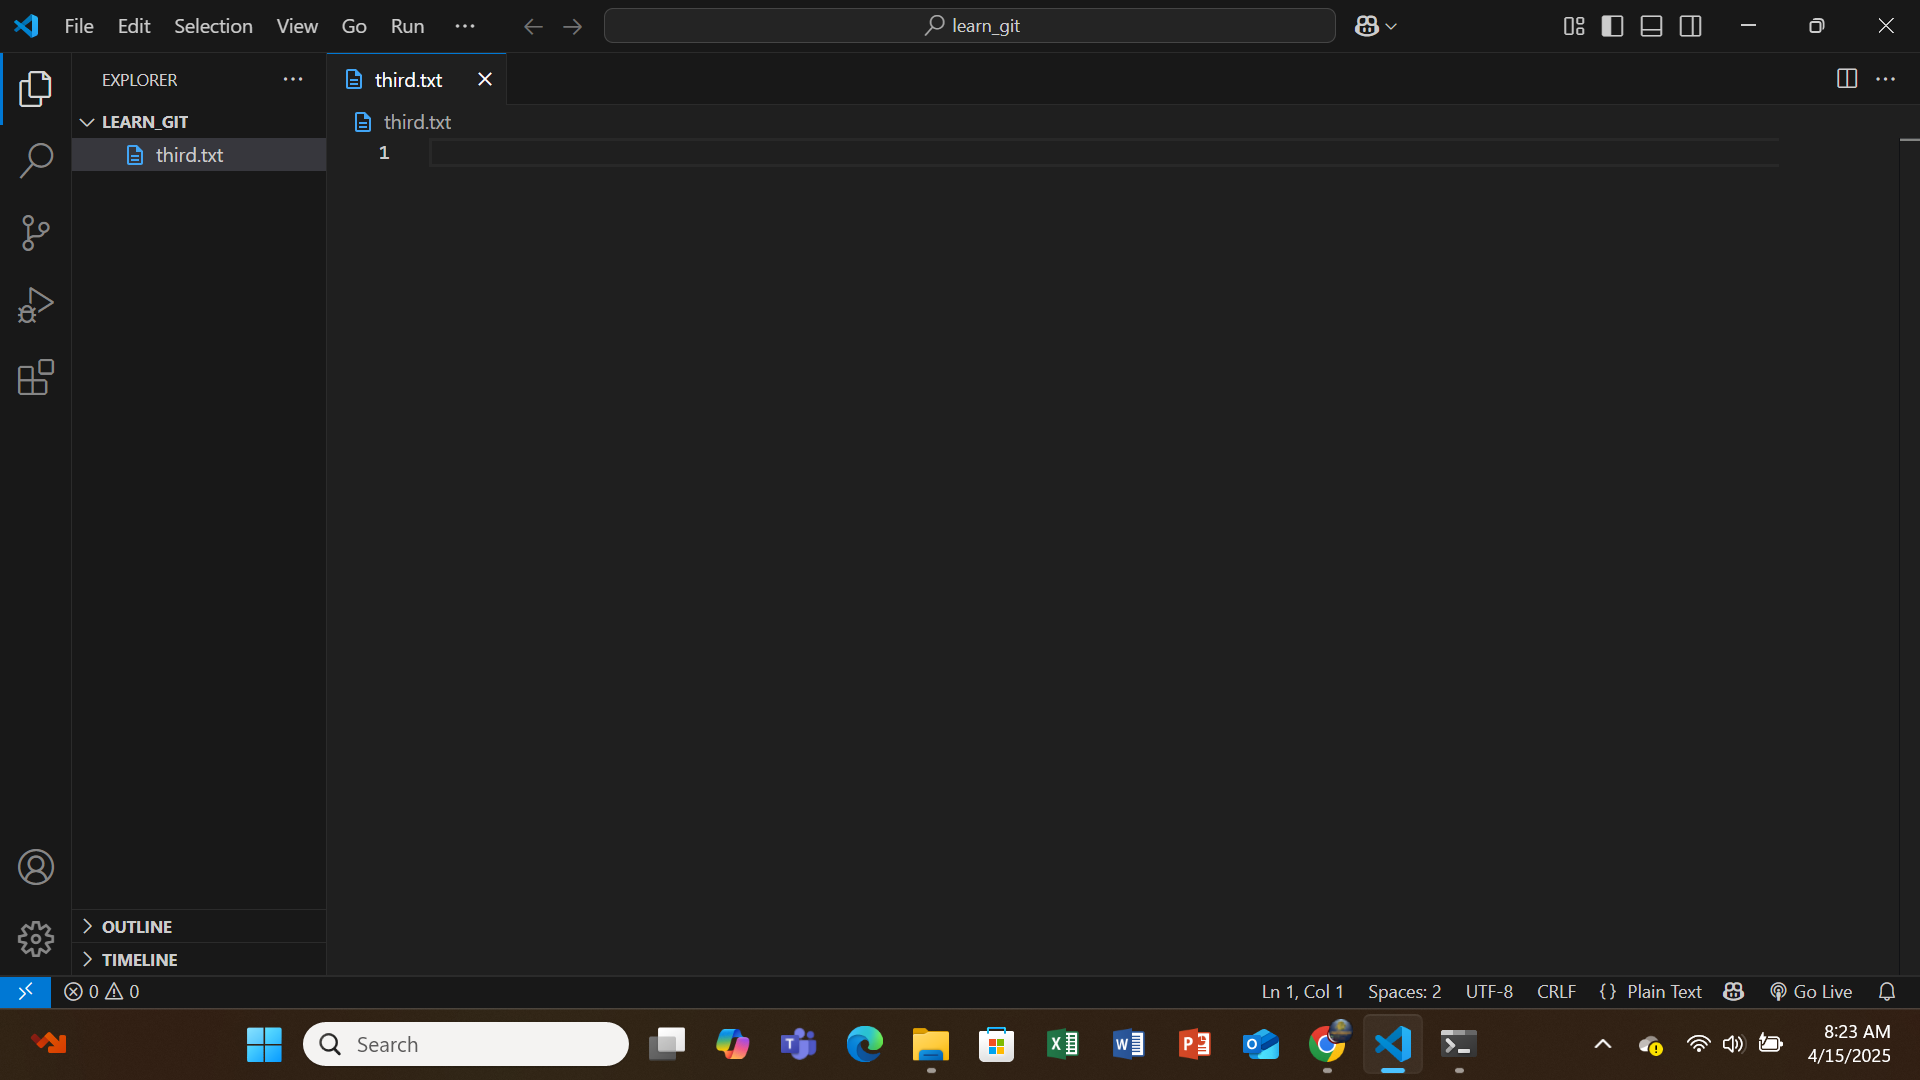 File Edit Selection View Go Run ··· learn_git
EXPLORER ···
third.txt
LEARN_GIT
third.txt
third.txt
1
OUTLINE
TIMELINE
0 0 Ln 1, Col 1 Spaces: 2 UTF-8 CRLF {} Plain Text Go Live
Search
8:23 AM
4/15/2025